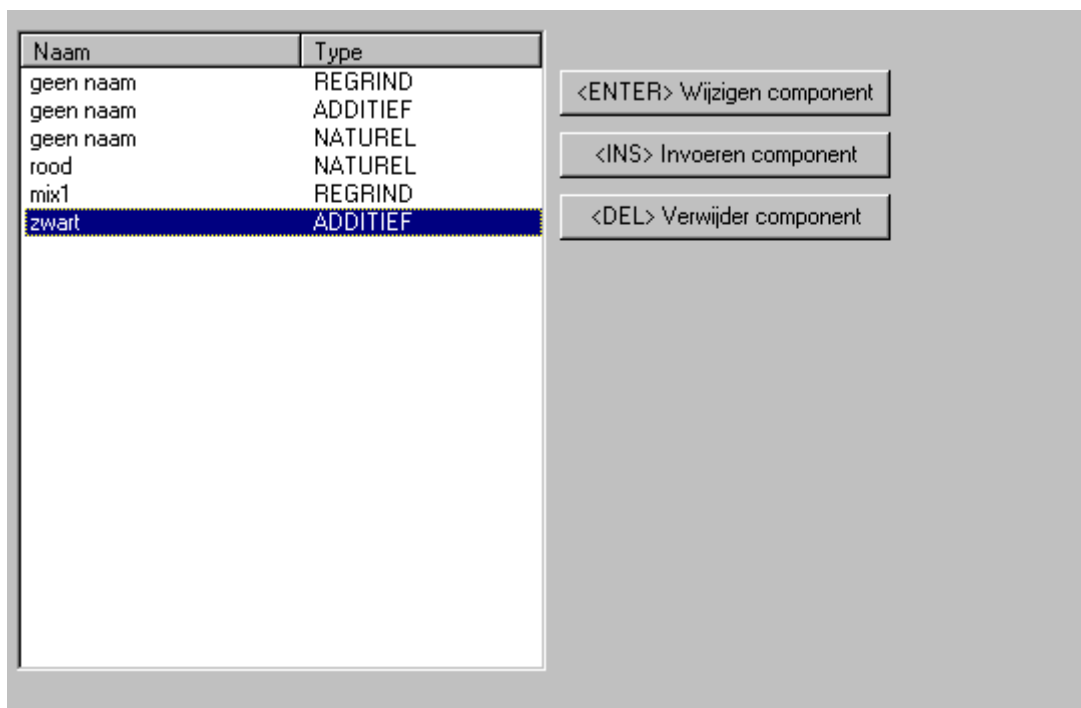 Naam Type
geen naam REGRIND
geen naam ADDITIEF
geen naam NATUREL
rood NATUREL
mix1 REGRIND
zwart ADDITIEF
<ENTER> Wijzigen component
<INS> Invoeren component
<DEL> Verwijder component